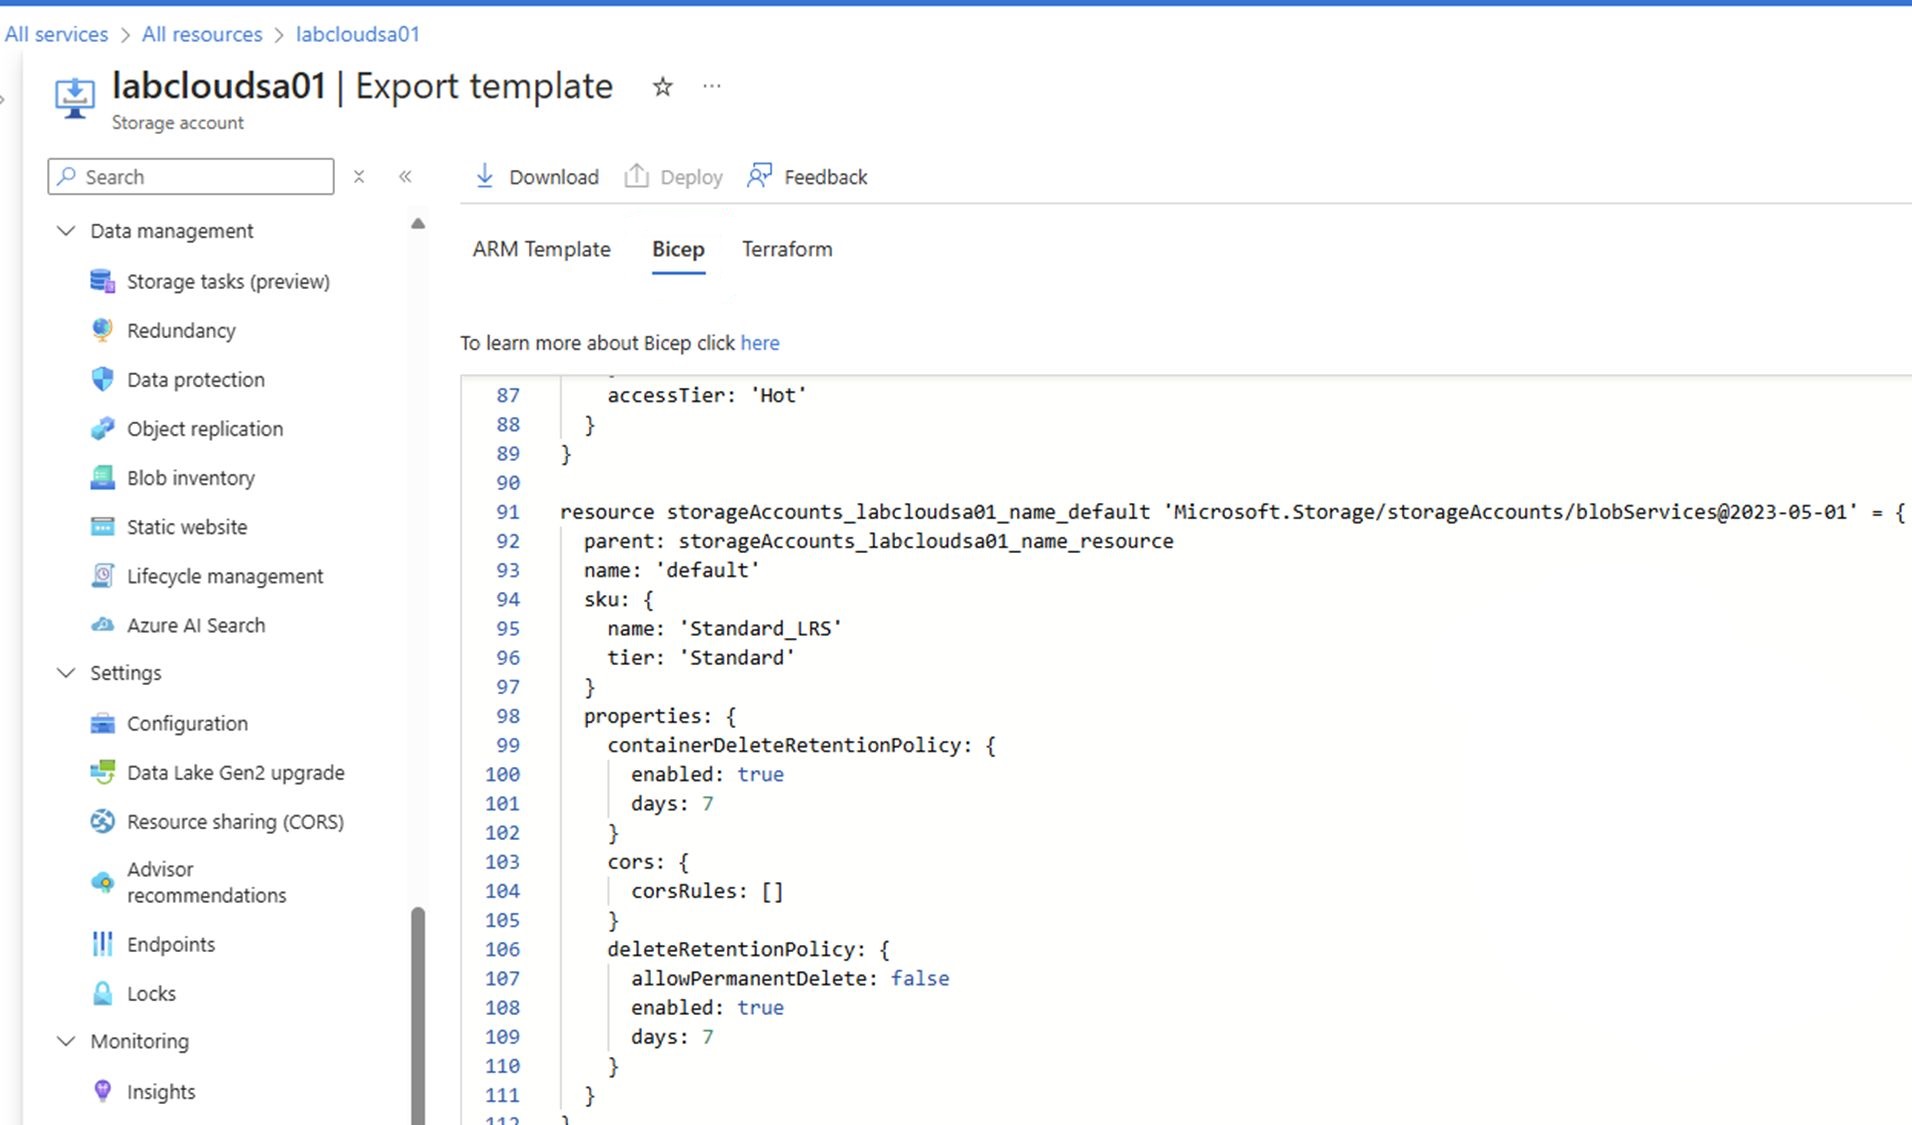 All services > All resources > labcloudsa01
labcloudsa01 | Export template
Storage account
Search
Data management
Storage tasks (preview)
Redundancy
Data protection
Object replication
Blob inventory
Static website
Lifecycle management
Azure AI Search
Settings
Configuration
Data Lake Gen2 upgrade
Resource sharing (CORS)
Advisor
recommendations
Endpoints
Locks
Monitoring
Insights
Download Deploy Feedback
ARM Template Bicep Terraform
To learn more about Bicep click here
87 accessTier: 'Hot'
88 }
89 }
90
91 resource storageAccounts_labcloudsa01_name_default 'Microsoft.Storage/storageAccounts/blobServices@2023-05-01' = {
92 parent: storageAccounts_labcloudsa01_name_resource
93 name: 'default'
94 sku: {
95 name: 'Standard_LRS'
96 tier: 'Standard'
97 }
98 properties: {
99 containerDeleteRetentionPolicy: {
100 enabled: true
101 days: 7
102 }
103 cors: {
104 corsRules: []
105 }
106 deleteRetentionPolicy: {
107 allowPermanentDelete: false
108 enabled: true
109 days: 7
110 }
111 }
112 }